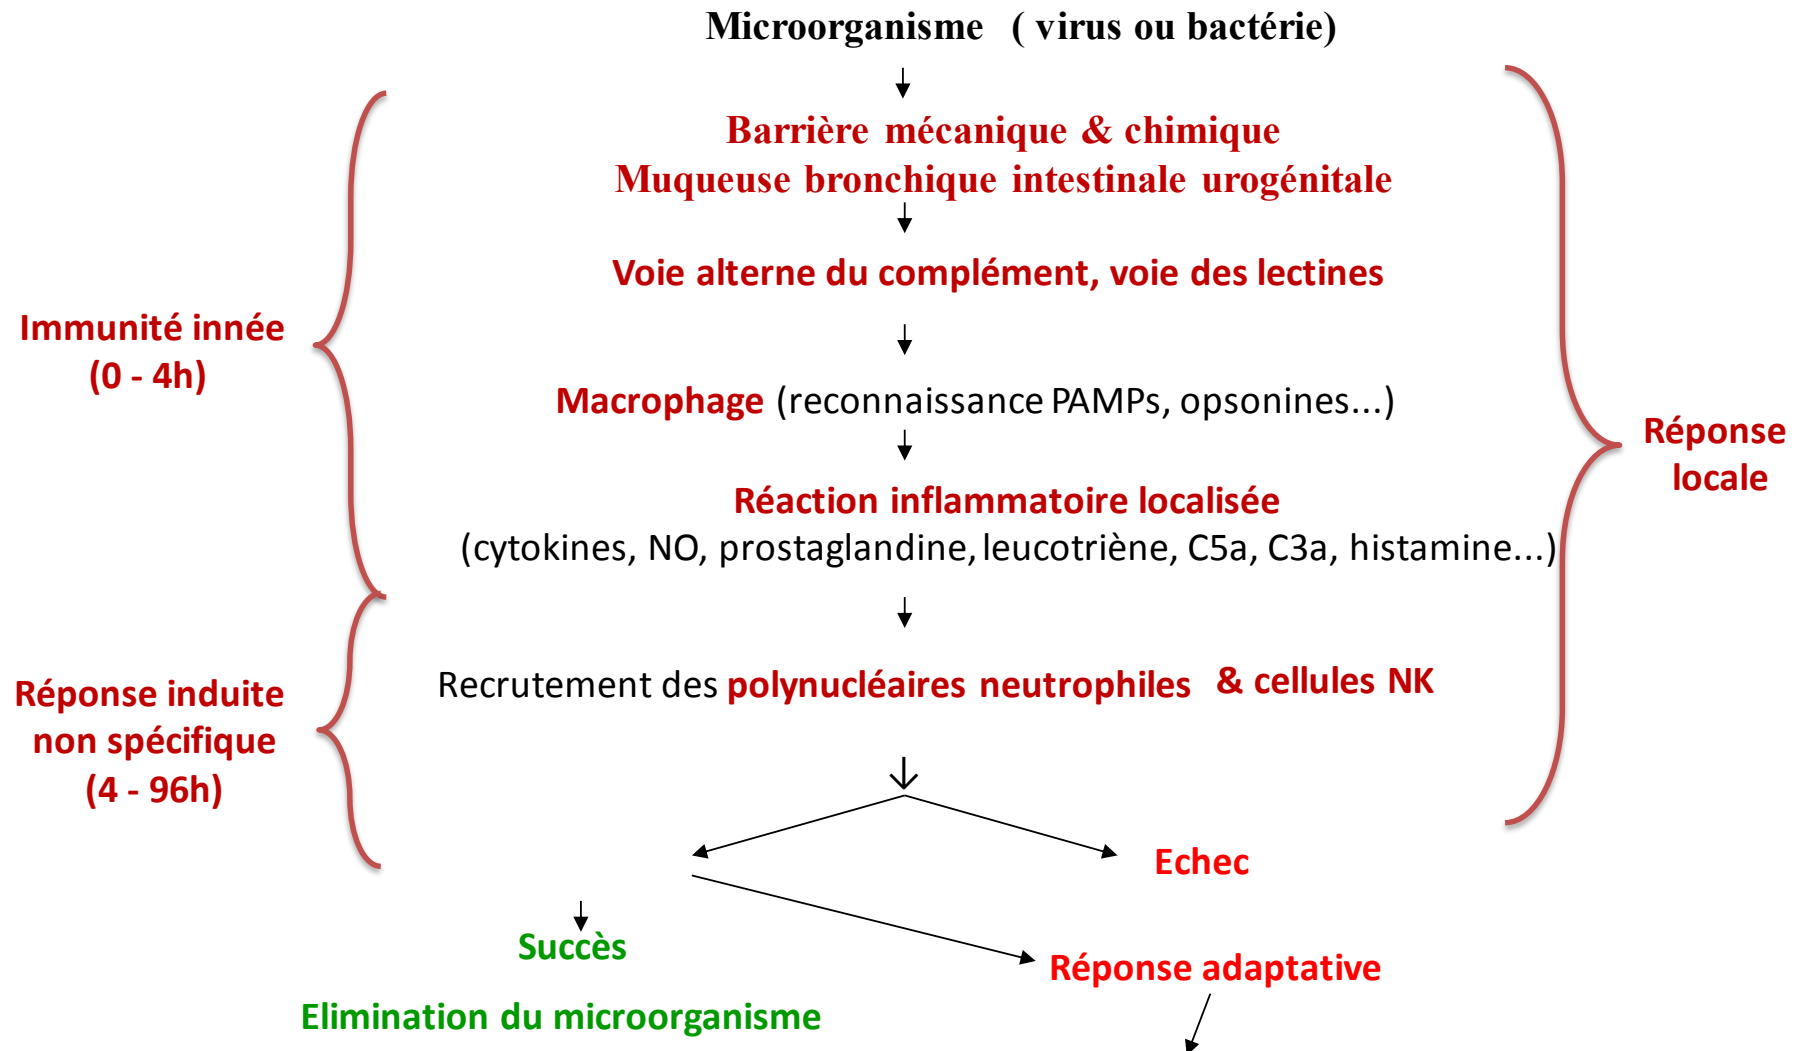 Microorganisme ( virus ou bactérie)
Barrière mécanique & chimique
Muqueuse bronchique intestinale urogénitale
Voie alterne du complément, voie des lectines
Immunité innée
(0 - 4h)
Macrophage (reconnaissance PAMPs, opsonines...)
Réponse
locale
Réaction inflammatoire localisée
(cytokines, NO, prostaglandine, leucotriène, C5a, C3a, histamine...)
Réponse induite
non spécifique
(4 - 96h)
Recrutement des polynucléaires neutrophiles & cellules NK
Echec
Succès
Réponse adaptative
Elimination du microorganisme